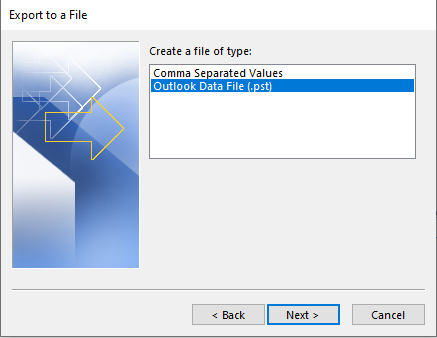 Export to a File
Create a file of type:
Comma Separated Values
Outlook Data File (.pst)
< Back
Next >
Cancel